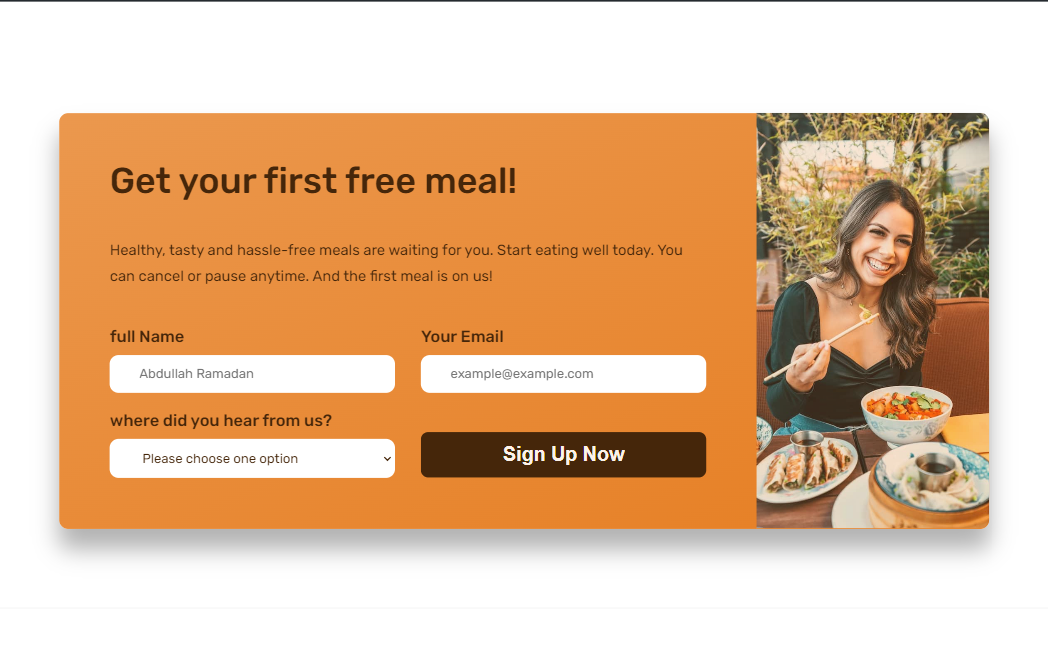 Get your first free meal!
Healthy, tasty and hassle-free meals are waiting for you. Start eating well today. You
can cancel or pause anytime. And the first meal is on us!
full Name
Your Email
Abdullah Ramadan
example@example.com
where did you hear from us?
Please choose one option
Sign Up Now